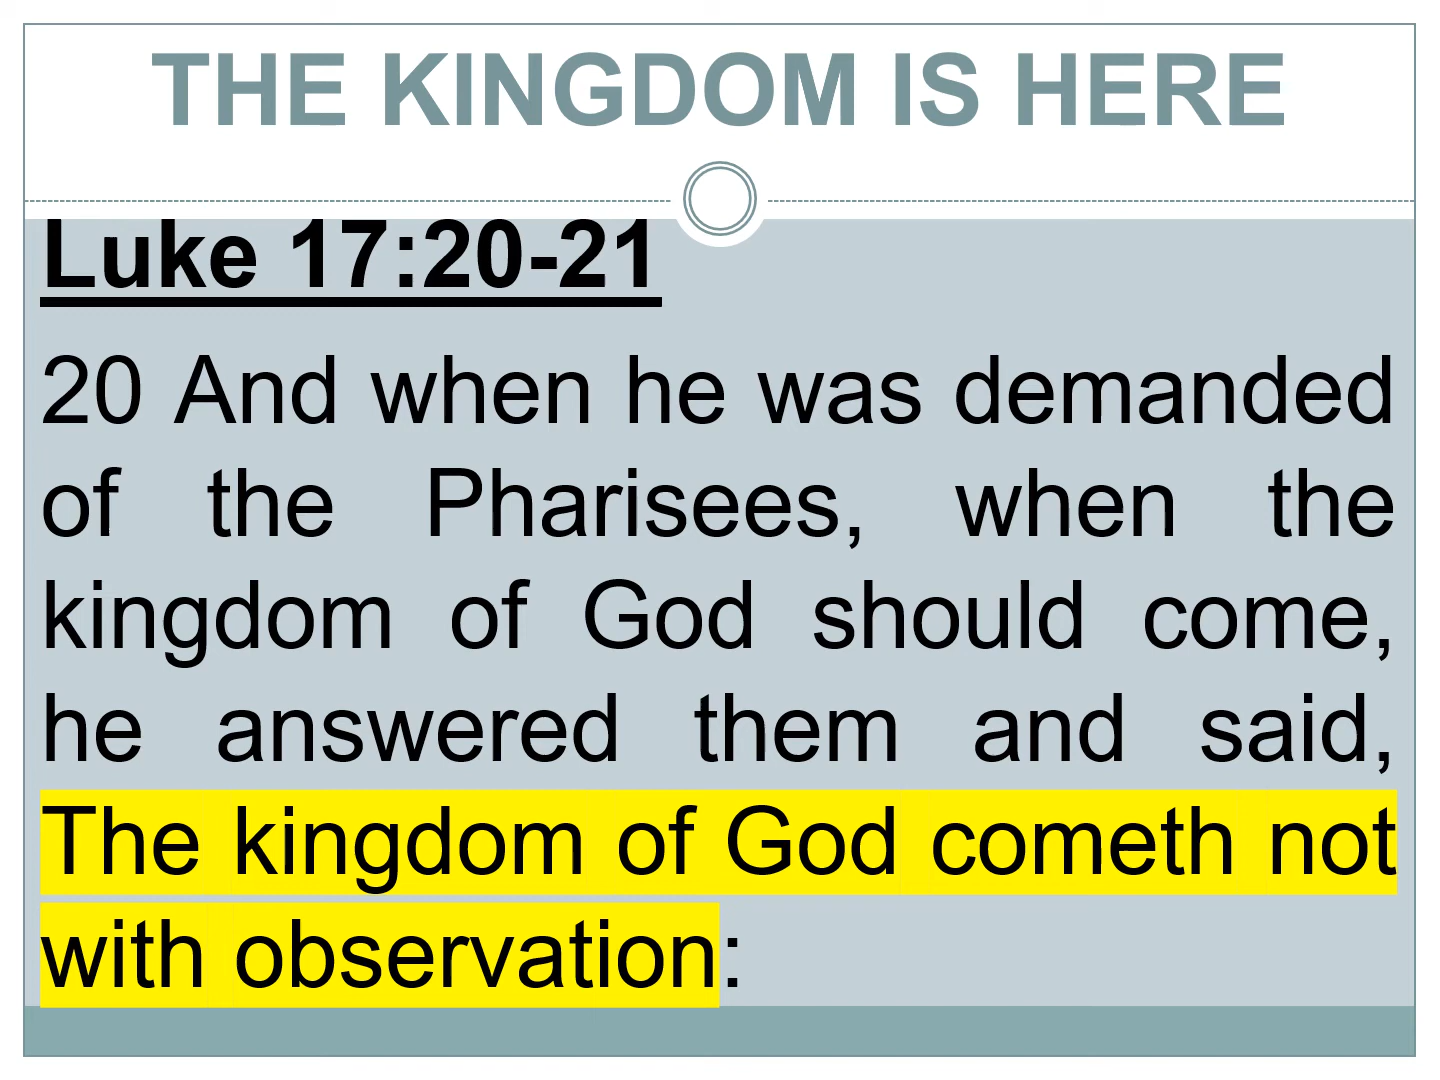 THE KINGDOM IS HERE
Luke 17:20-21
20 And when he was demanded
of the Pharisees, when the
kingdom of God should come,
he answered them and said,
The kingdom of God cometh not
with observation: